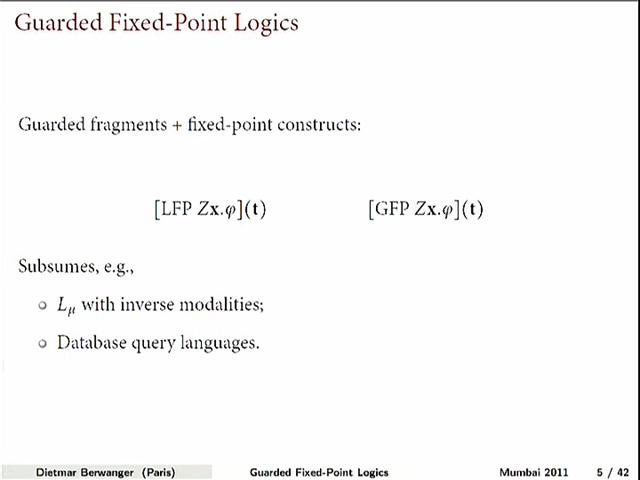 Guarded Fixed-Point Logics
Guarded fragments + fixed-point constructs:
[LFP Zx.φ](t) [GFP Zx.φ](t)
Subsumes, e.g.,
Lμ with inverse modalities;
Database query languages.
Dietmar Berwanger (Paris) Guarded Fixed-Point Logics Mumbai 2011 5 / 42